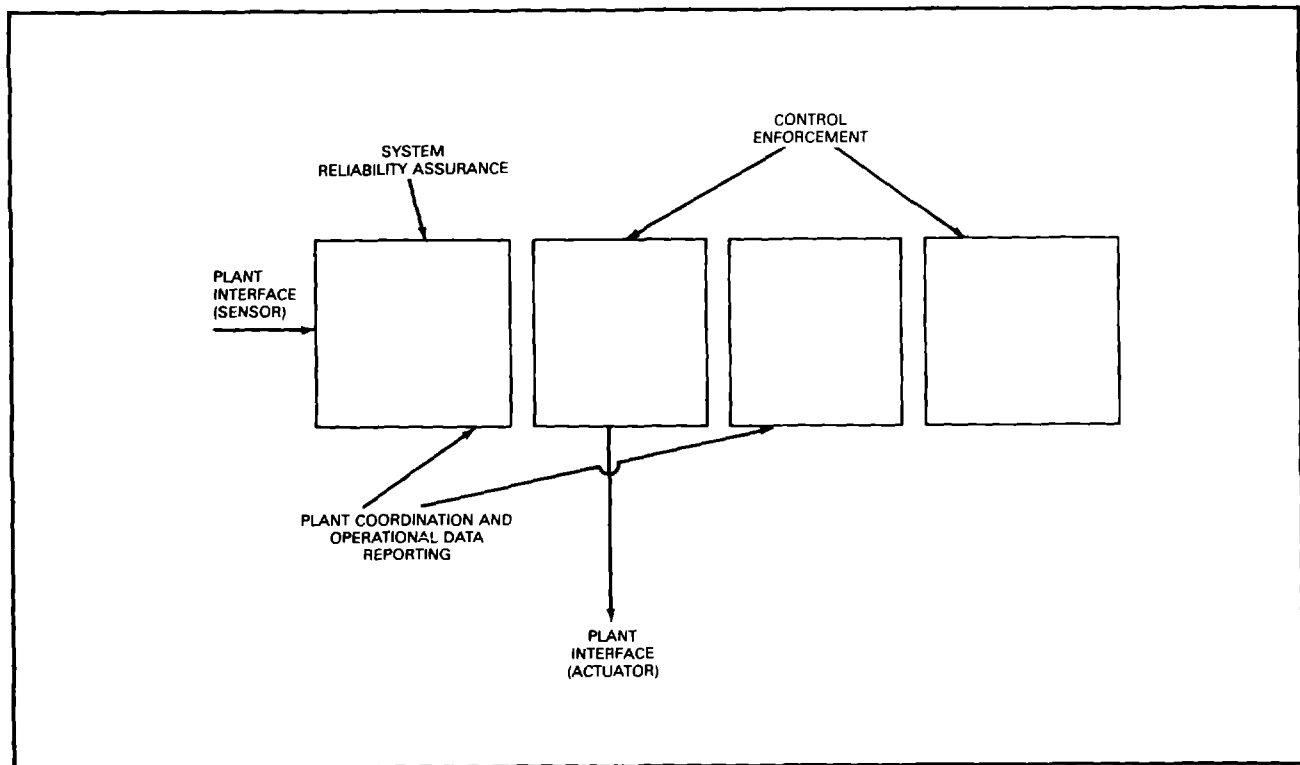 CONTROL
ENFORCEMENT
SYSTEM
RELIABILITY ASSURANCE
PLANT
INTERFACE
(SENSOR)
PLANT COORDINATION AND
OPERATIONAL DATA
REPORTING
PLANT
INTERFACE
(ACTUATOR)